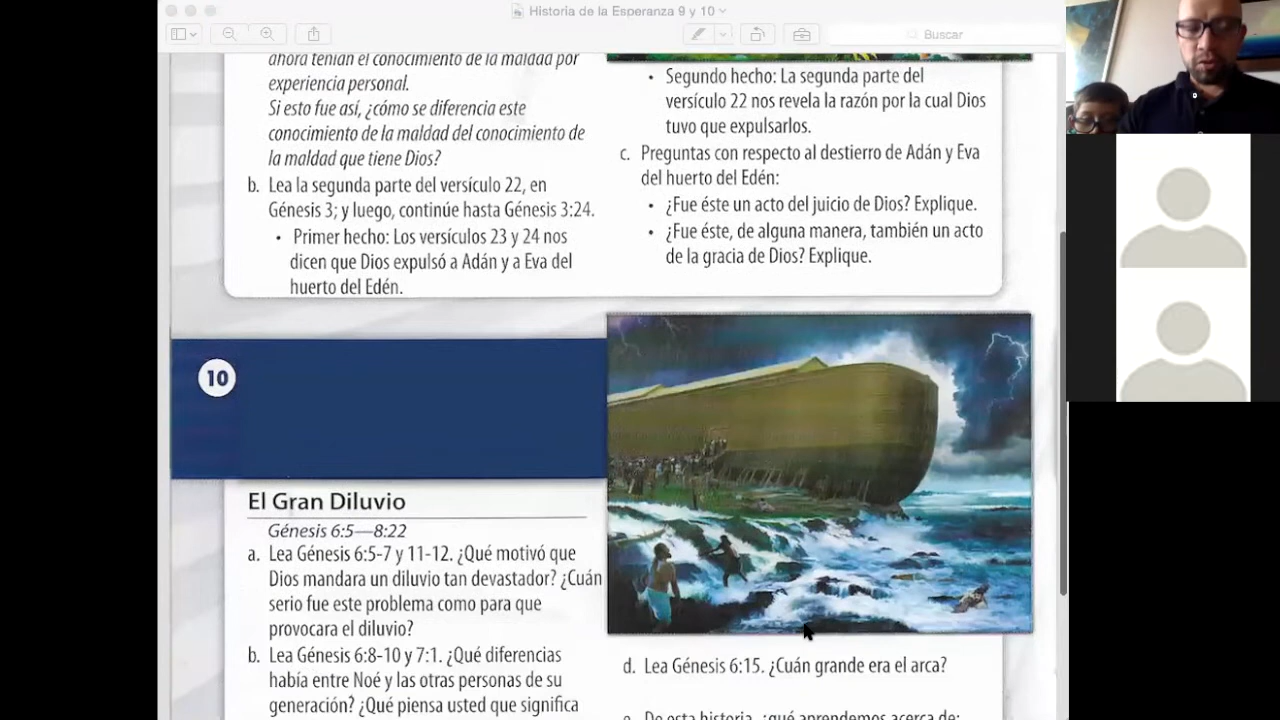 Historia de la Esperanza 9 y 10
Buscar
ahora tenían el conocimiento de la maldad por
experiencia personal.
Si esto fue así, ¿cómo se diferencia este
conocimiento de la maldad del conocimiento de
la maldad que tiene Dios?
b. Lea la segunda parte del versículo 22, en
Génesis 3; y luego, continúe hasta Génesis 3:24.
• Primer hecho: Los versículos 23 y 24 nos
dicen que Dios expulsó a Adán y a Eva del
huerto del Edén.
• Segundo hecho: La segunda parte del
versículo 22 nos revela la razón por la cual Dios
tuvo que expulsarlos.
c. Preguntas con respecto al destierro de Adán y Eva
del huerto del Edén:
• ¿Fue éste un acto del juicio de Dios? Explique.
• ¿Fue éste, de alguna manera, también un acto
de la gracia de Dios? Explique.
10
El Gran Diluvio
Génesis 6:5—8:22
a. Lea Génesis 6:5-7 y 11-12. ¿Qué motivó que
Dios mandara un diluvio tan devastador? ¿Cuán
serio fue este problema como para que
provocara el diluvio?
b. Lea Génesis 6:8-10 y 7:1. ¿Qué diferencias
había entre Noé y las otras personas de su
generación? ¿Qué piensa usted que significa
d. Lea Génesis 6:15. ¿Cuán grande era el arca?
e. De esta historia, ¿qué aprendemos acerca de: